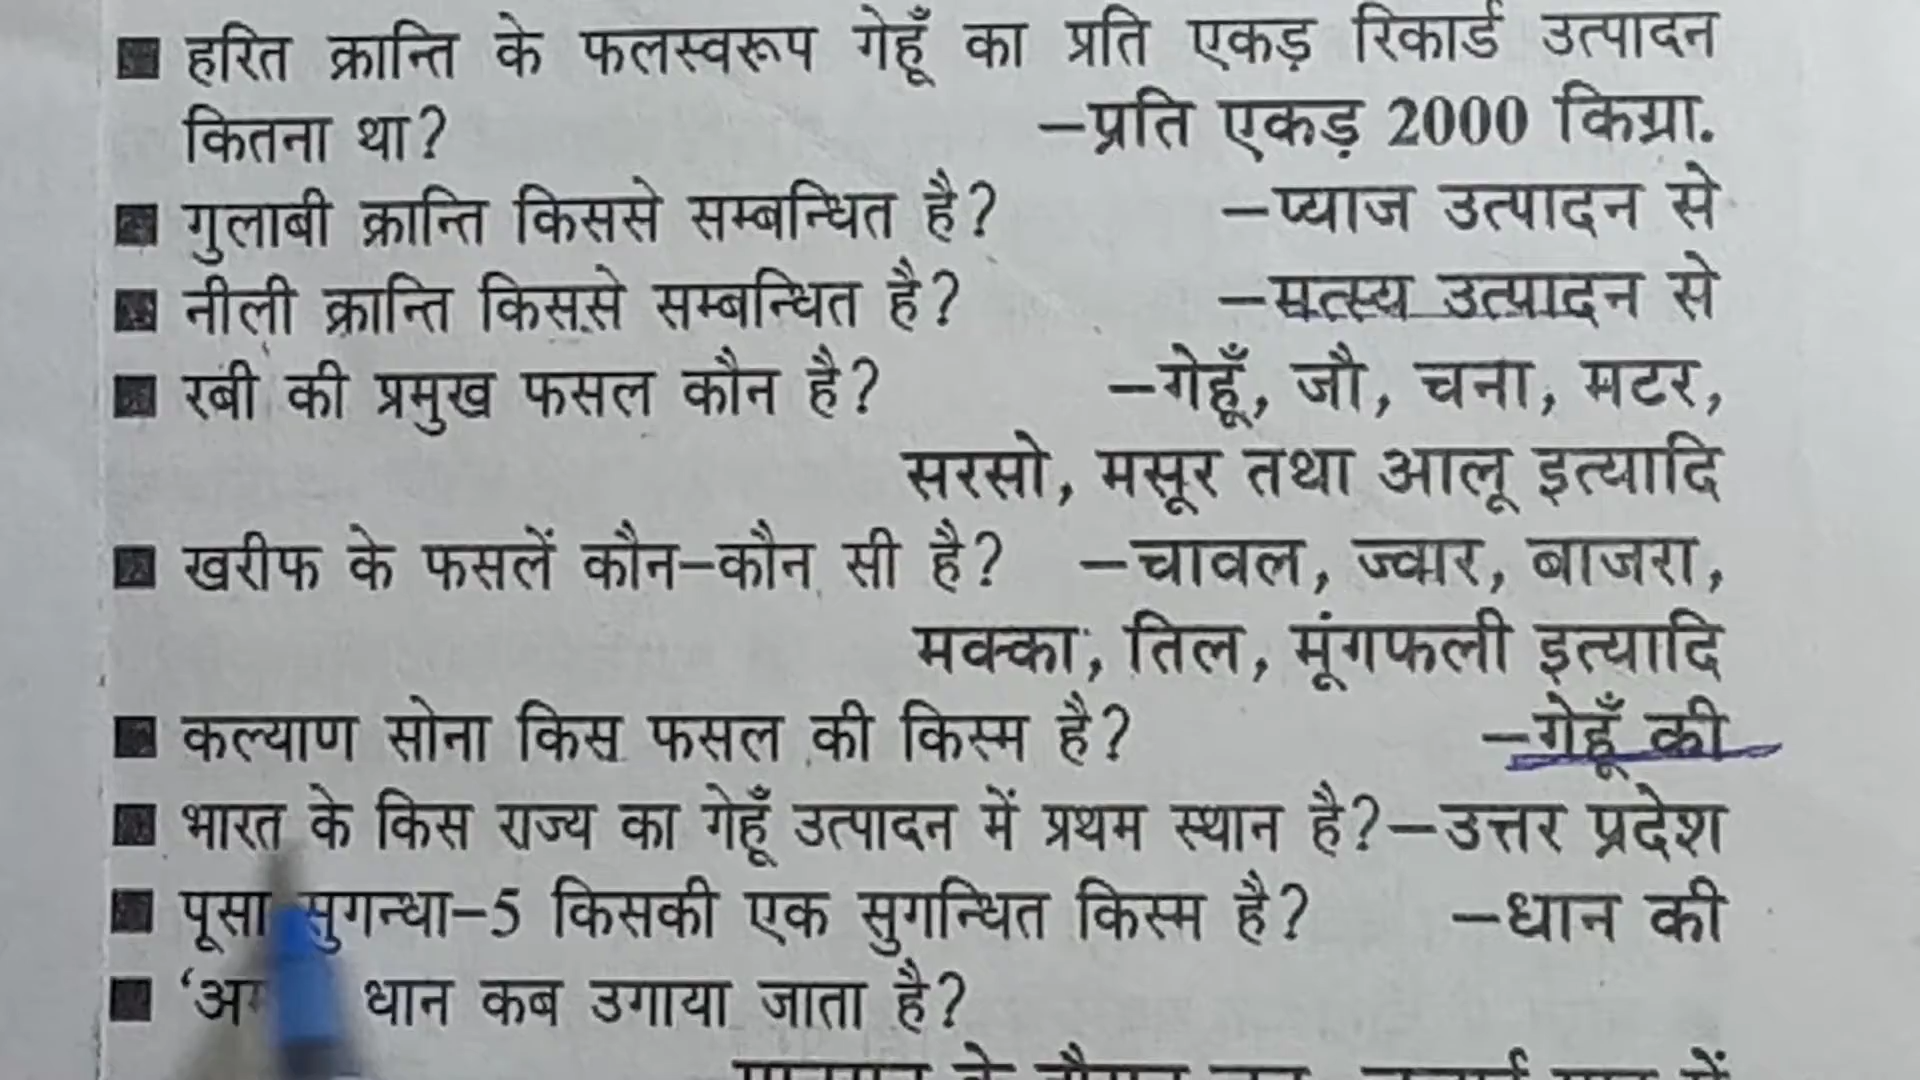 ■ हरित क्रान्ति के फलस्वरूप गेहूँ का प्रति एकड़ रिकार्ड उत्पादन
कितना था? –प्रति एकड़ 2000 किग्रा.
■ गुलाबी क्रान्ति किससे सम्बन्धित है? –प्याज उत्पादन से
■ नीली क्रान्ति किससे सम्बन्धित है? –मत्स्य उत्पादन से
■ रबी की प्रमुख फसल कौन है? –गेहूँ, जौ, चना, मटर,
सरसो, मसूर तथा आलू इत्यादि
■ खरीफ के फसलें कौन–कौन सी है? –चावल, ज्वार, बाजरा,
मक्का, तिल, मूंगफली इत्यादि
■ कल्याण सोना किस फसल की किस्म है? –गेहूँ की
■ भारत के किस राज्य का गेहूँ उत्पादन में प्रथम स्थान है?–उत्तर प्रदेश
■ पूसा सुगन्धा–5 किसकी एक सुगन्धित किस्म है? –धान की
■ धान कब उगाया जाता है?